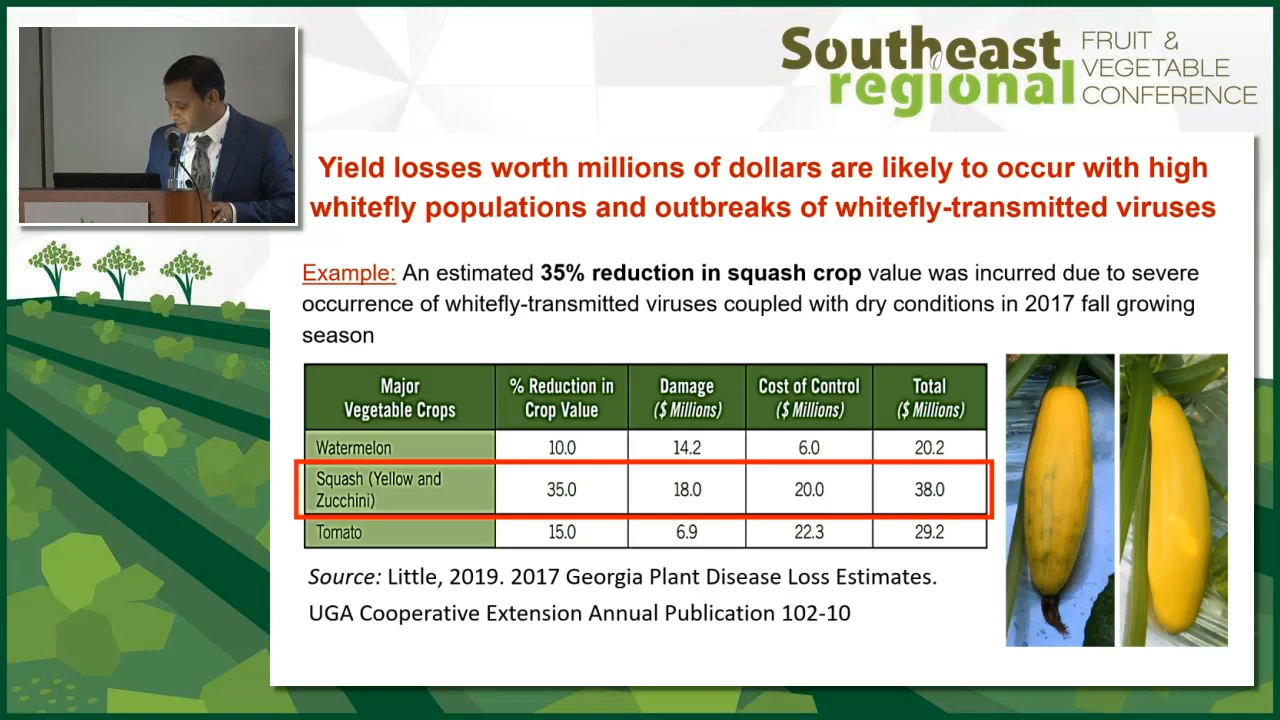 Southeast
regional
FRUIT &
VEGETABLE
CONFERENCE
Yield losses worth millions of dollars are likely to occur with high
whitefly populations and outbreaks of whitefly-transmitted viruses
Example: An estimated 35% reduction in squash crop value was incurred due to severe
occurrence of whitefly-transmitted viruses coupled with dry conditions in 2017 fall growing
season
Major Vegetable Crops % Reduction in Crop Value Damage ($ Millions) Cost of Control ($ Millions) Total ($ Millions)
Watermelon 10.0 14.2 6.0 20.2
Squash (Yellow and Zucchini) 35.0 18.0 20.0 38.0
Tomato 15.0 6.9 22.3 29.2
Source: Little, 2019. 2017 Georgia Plant Disease Loss Estimates.
UGA Cooperative Extension Annual Publication 102-10